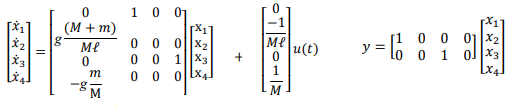 [ẋ₁ ẋ₂ ẋ₃ ẋ₄] = [0 1 0 0; g (M + m)/Mℓ 0 0 0; 0 0 0 1; −g m/M 0 0 0] [x₁ x₂ x₃ x₄] + [0; −1/Mℓ; 0; 1/M] u(t) y = [1 0 0 0; 0 0 1 0] [x₁ x₂ x₃ x₄]